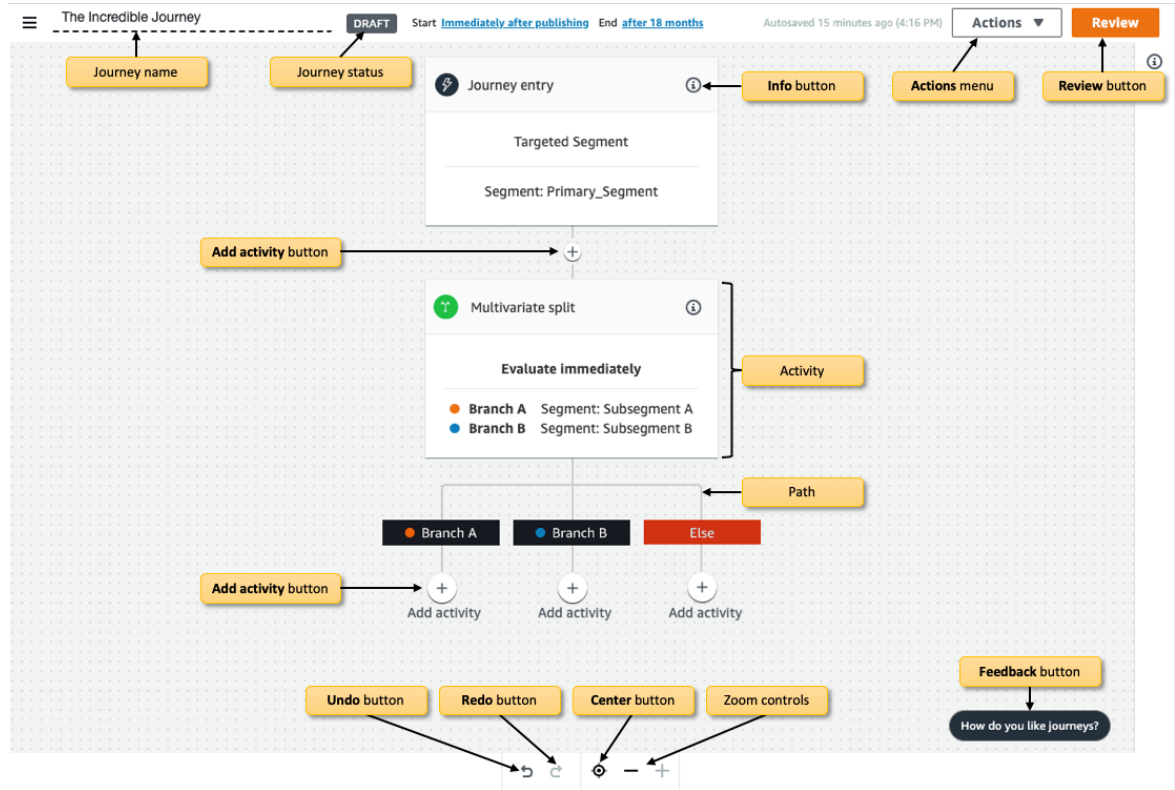 The Incredible Journey
DRAFT
Start Immediately after publishing End after 18 months
Autosaved 15 minutes ago (4:16 PM)
Actions
Review
Journey name
Journey status
Journey entry
Info button
Actions menu
Review button
Targeted Segment
Segment: Primary_Segment
Add activity button
Multivariate split
Evaluate immediately
Activity
Branch A Segment: Subsegment A
Branch B Segment: Subsegment B
Path
Branch A
Branch B
Else
Add activity button
Add activity
Add activity
Add activity
Feedback button
Undo button
Redo button
Center button
Zoom controls
How do you like journeys?